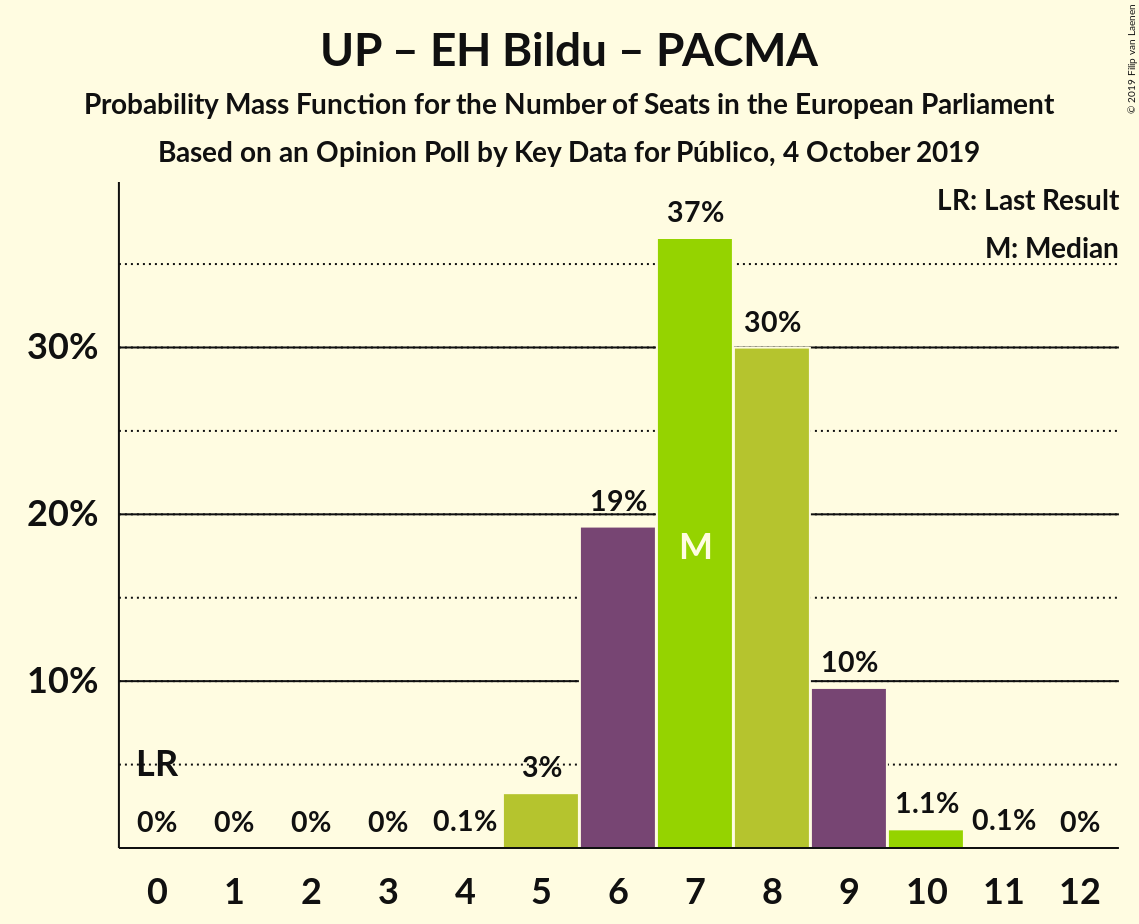 UP – EH Bildu – PACMA
Probability Mass Function for the Number of Seats in the European Parliament
Based on an Opinion Poll by Key Data for Público, 4 October 2019
© 2019 Filip van Laenen
LR: Last Result
M: Median
37%
30%
30%
19%
20%
M
10%
10%
LR
3%
1.1%
0% 0% 0% 0% 0.1% 0.1% 0%
0 1 2 3 4 5 6 7 8 9 10 11 12